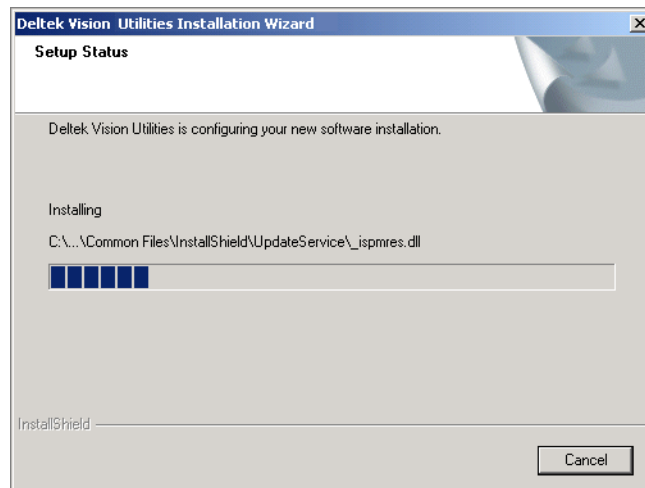 Deltek Vision Utilities Installation Wizard
Setup Status
Deltek Vision Utilities is configuring your new software installation.
Installing
C:\...\Common Files\InstallShield\UpdateService\_ispmres.dll
InstallShield
Cancel